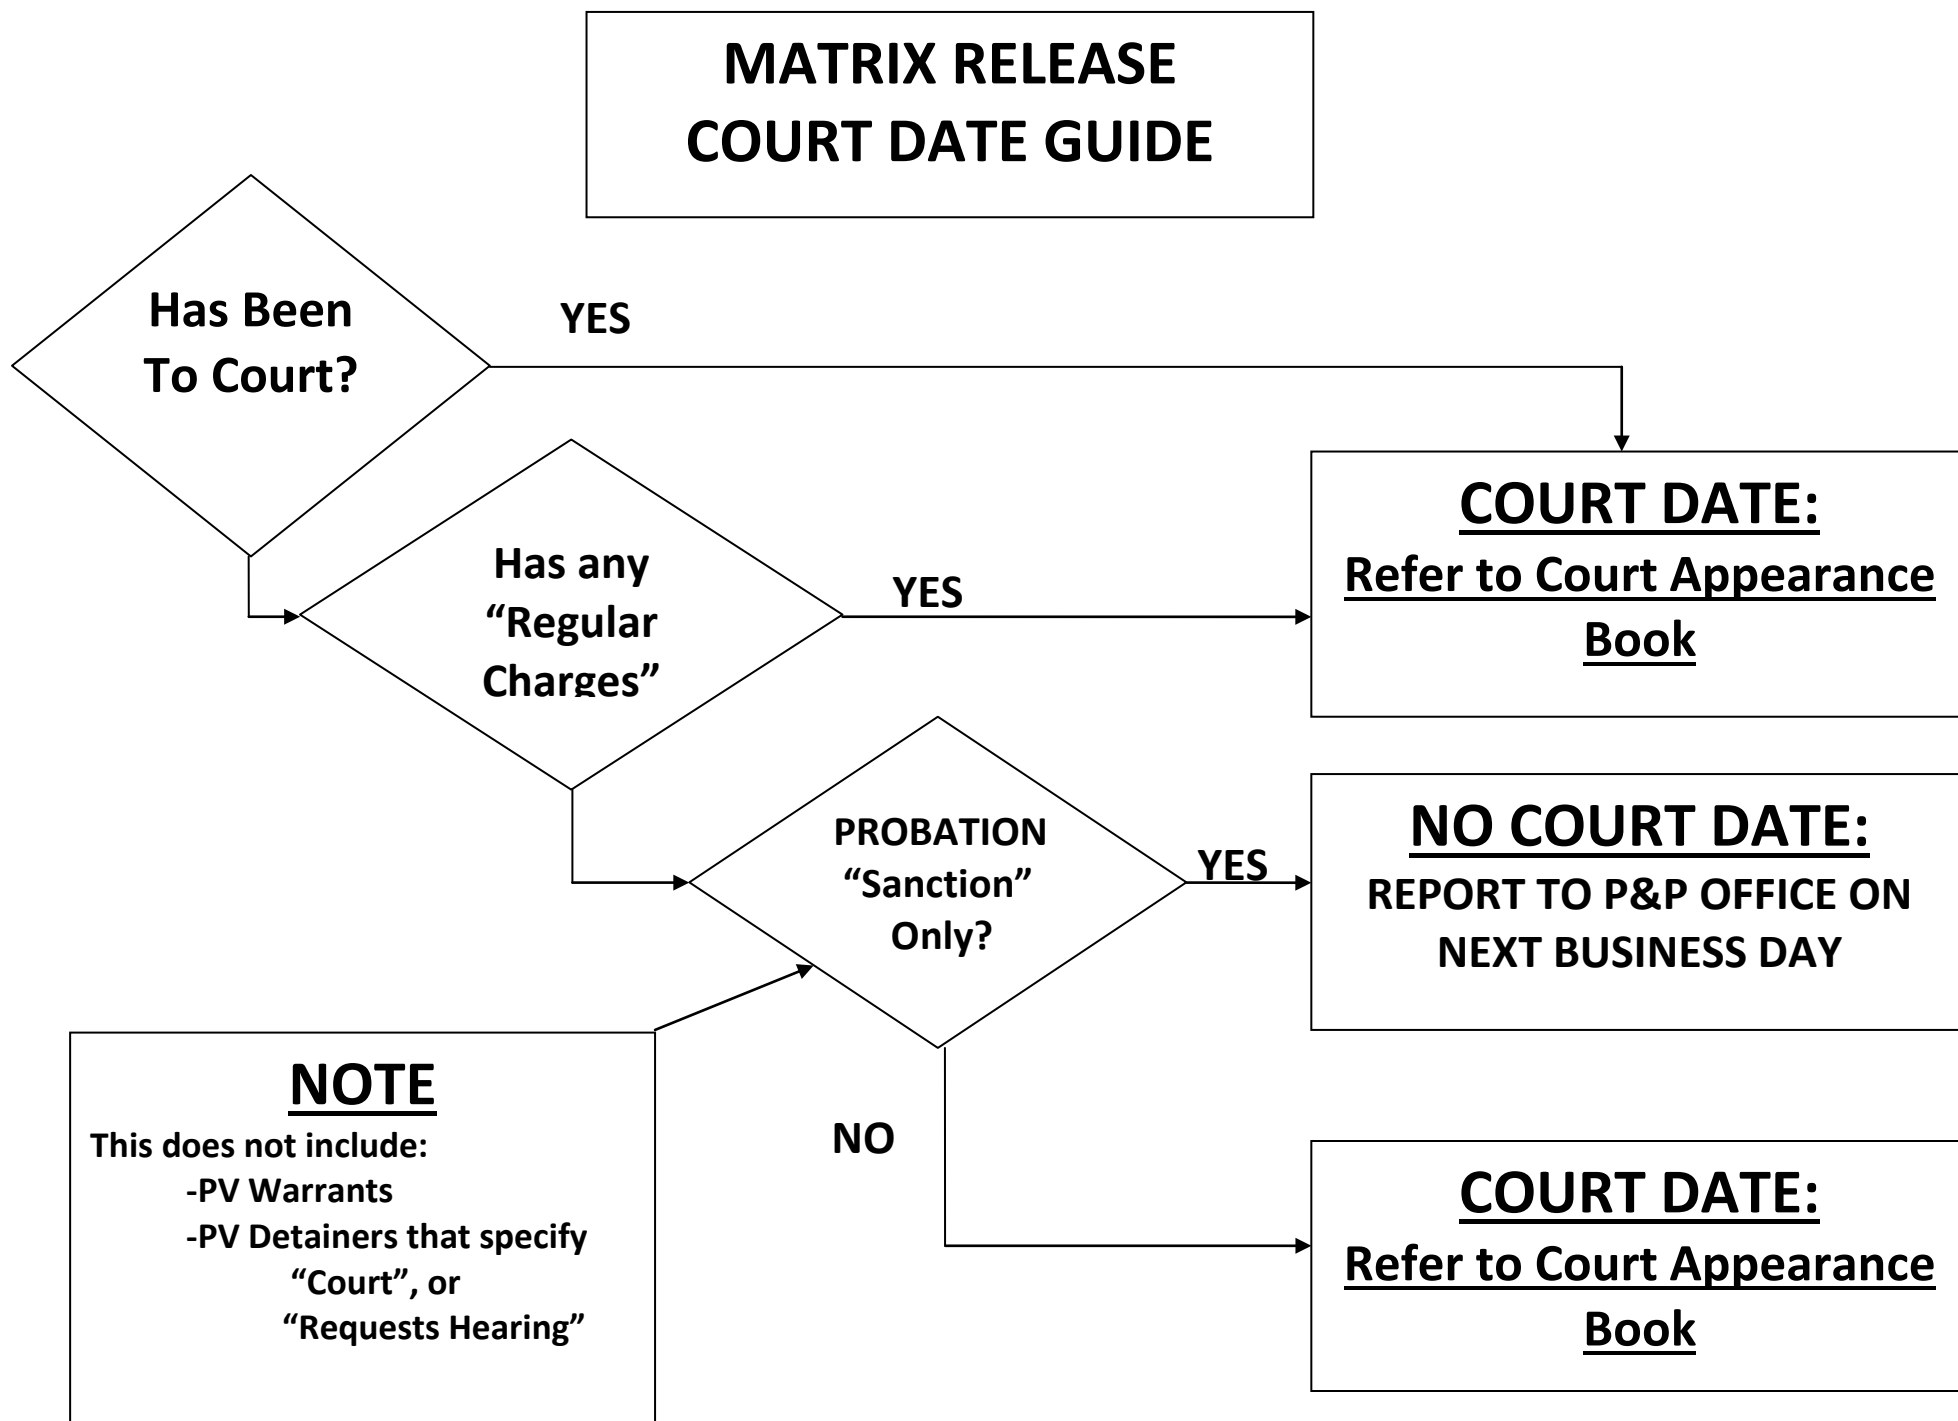 MATRIX RELEASE
COURT DATE GUIDE
Has Been
To Court?
YES
COURT DATE:
Refer to Court Appearance
Book
Has any
“Regular
Charges”
YES
PROBATION
“Sanction”
Only?
YES
NO COURT DATE:
REPORT TO P&P OFFICE ON
NEXT BUSINESS DAY
NOTE
This does not include:
-PV Warrants
-PV Detainers that specify
“Court”, or
“Requests Hearing”
NO
COURT DATE:
Refer to Court Appearance
Book